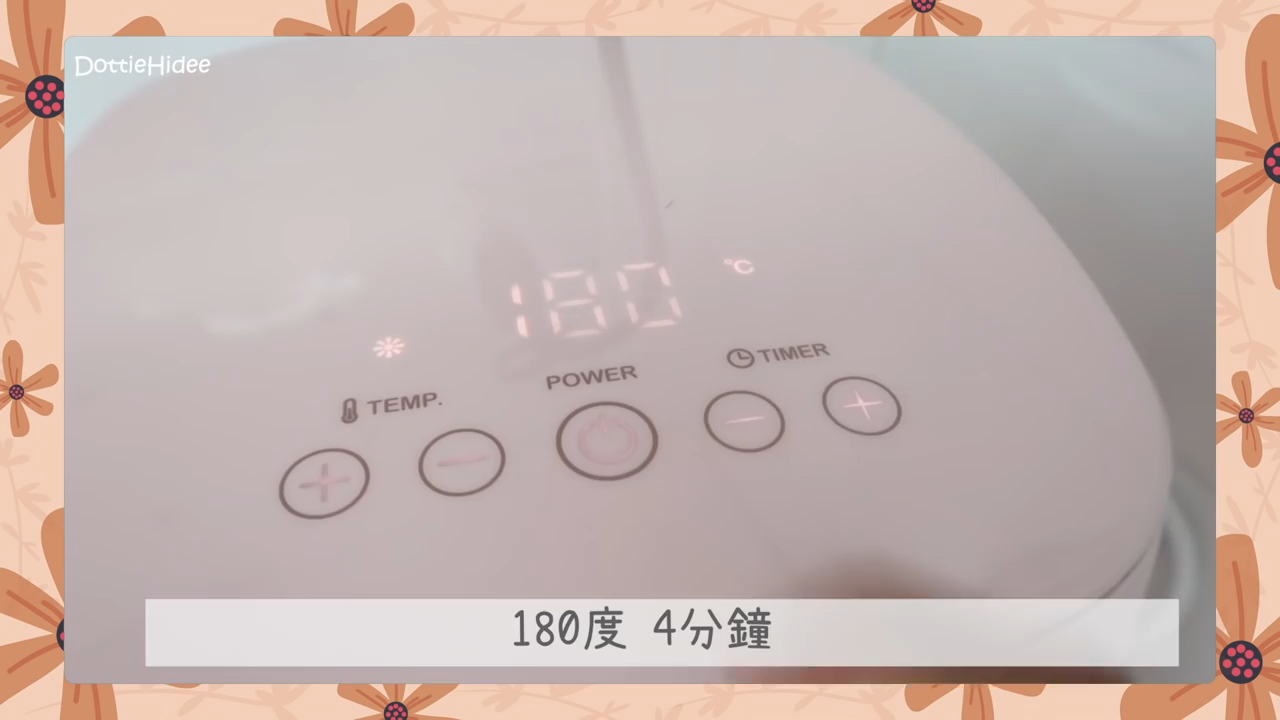 DottieHidee
180
°C
TEMP.
POWER
TIMER
180度 4分鐘